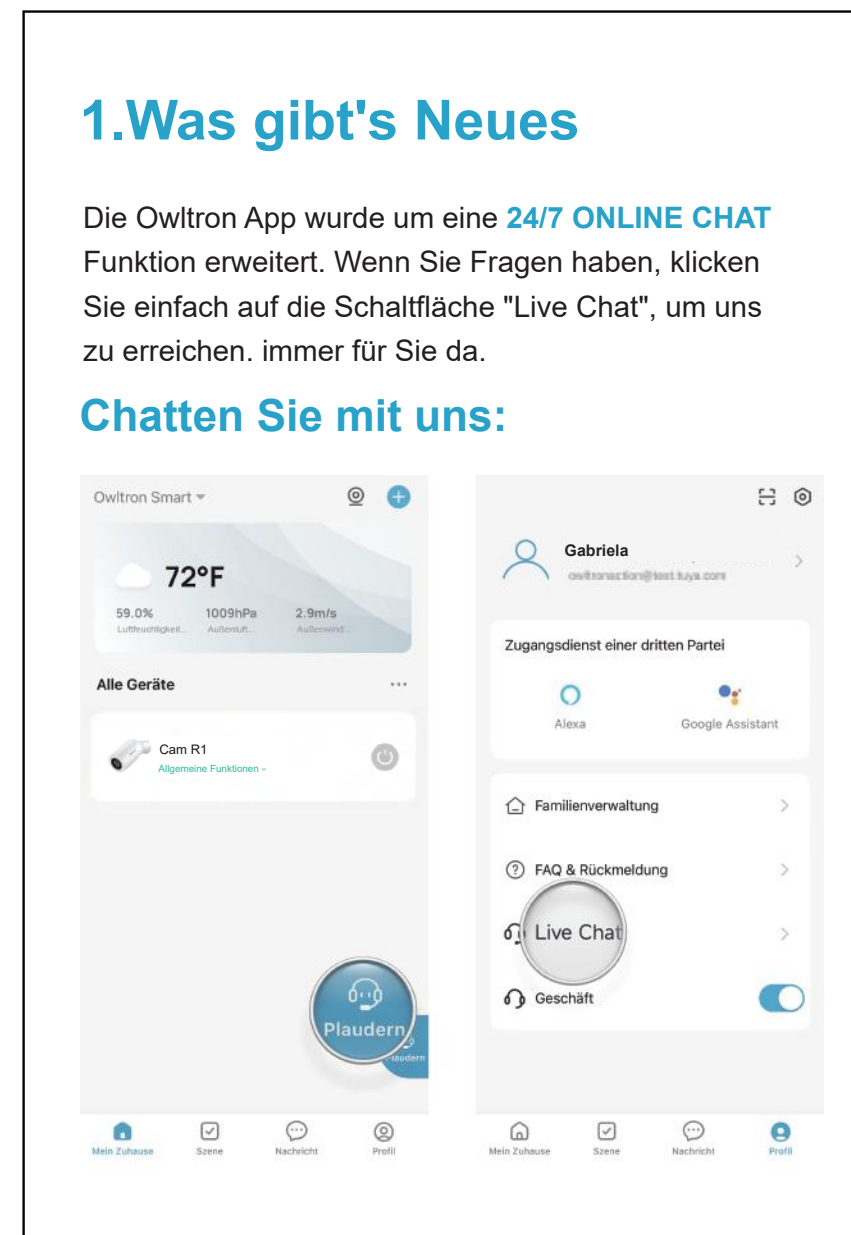 1.Was gibt's Neues
Die Owltron App wurde um eine 24/7 ONLINE CHAT
Funktion erweitert. Wenn Sie Fragen haben, klicken
Sie einfach auf die Schaltfläche "Live Chat", um uns
zu erreichen. immer für Sie da.
Chatten Sie mit uns:
Owltron Smart
72°F
59.0% 1009hPa 2.9m/s
Luftfeuchtigkeit... Außenluft... Außenwind...
Alle Geräte
Cam R1
Allgemeine Funktionen
Plaudern
Plaudern
Mein Zuhause Szene Nachricht Profil
Gabriela
Zugangsdienst einer dritten Partei
Alexa Google Assistant
Familienverwaltung
FAQ & Rückmeldung
Live Chat
Geschäft
Mein Zuhause Szene Nachricht Profil